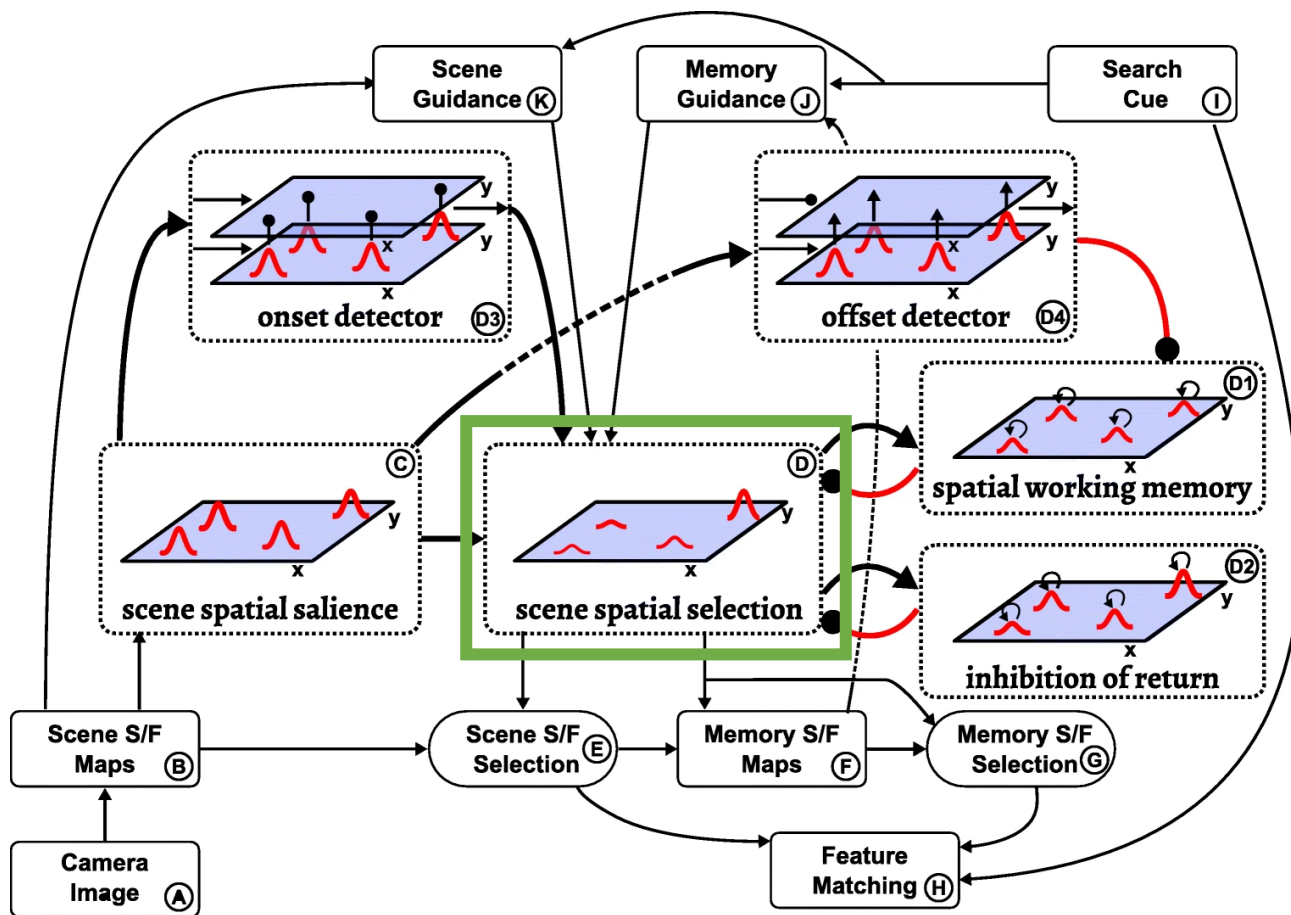 Scene
Guidance K
Memory
Guidance J
Search
Cue I
y
y
x
x
onset detector D3
y
y
x
x
offset detector D4
C
y
x
scene spatial salience
D
y
x
scene spatial selection
D1
y
x
spatial working memory
D2
y
x
inhibition of return
Scene S/F
Maps B
Scene S/F
Selection E
Memory S/F
Maps F
Memory S/F
Selection G
Camera
Image A
Feature
Matching H